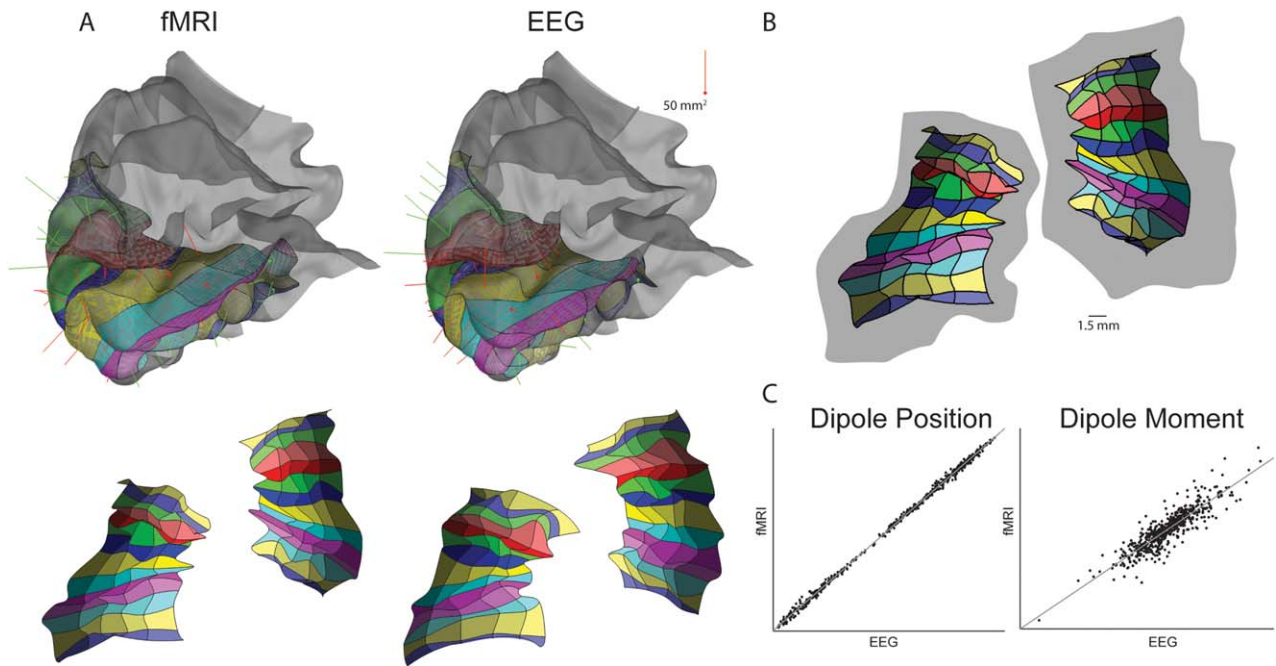 A fMRI
EEG
50 mm²
B
1.5 mm
C
Dipole Position
fMRI
EEG
Dipole Moment
fMRI
EEG